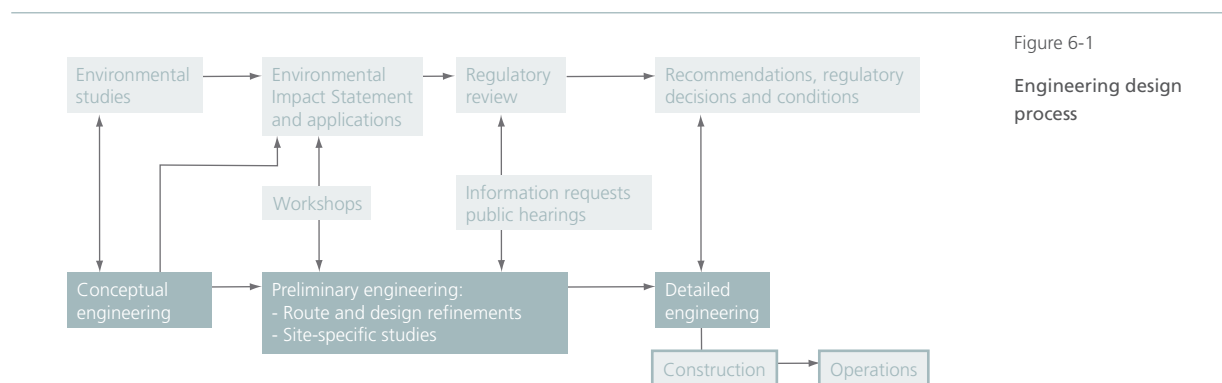 Figure 6-1
Engineering design
process
Environmental
studies
Environmental
Impact Statement
and applications
Regulatory
review
Recommendations, regulatory
decisions and conditions
Workshops
Information requests
public hearings
Conceptual
engineering
Preliminary engineering:
- Route and design refinements
- Site-specific studies
Detailed
engineering
Construction
Operations